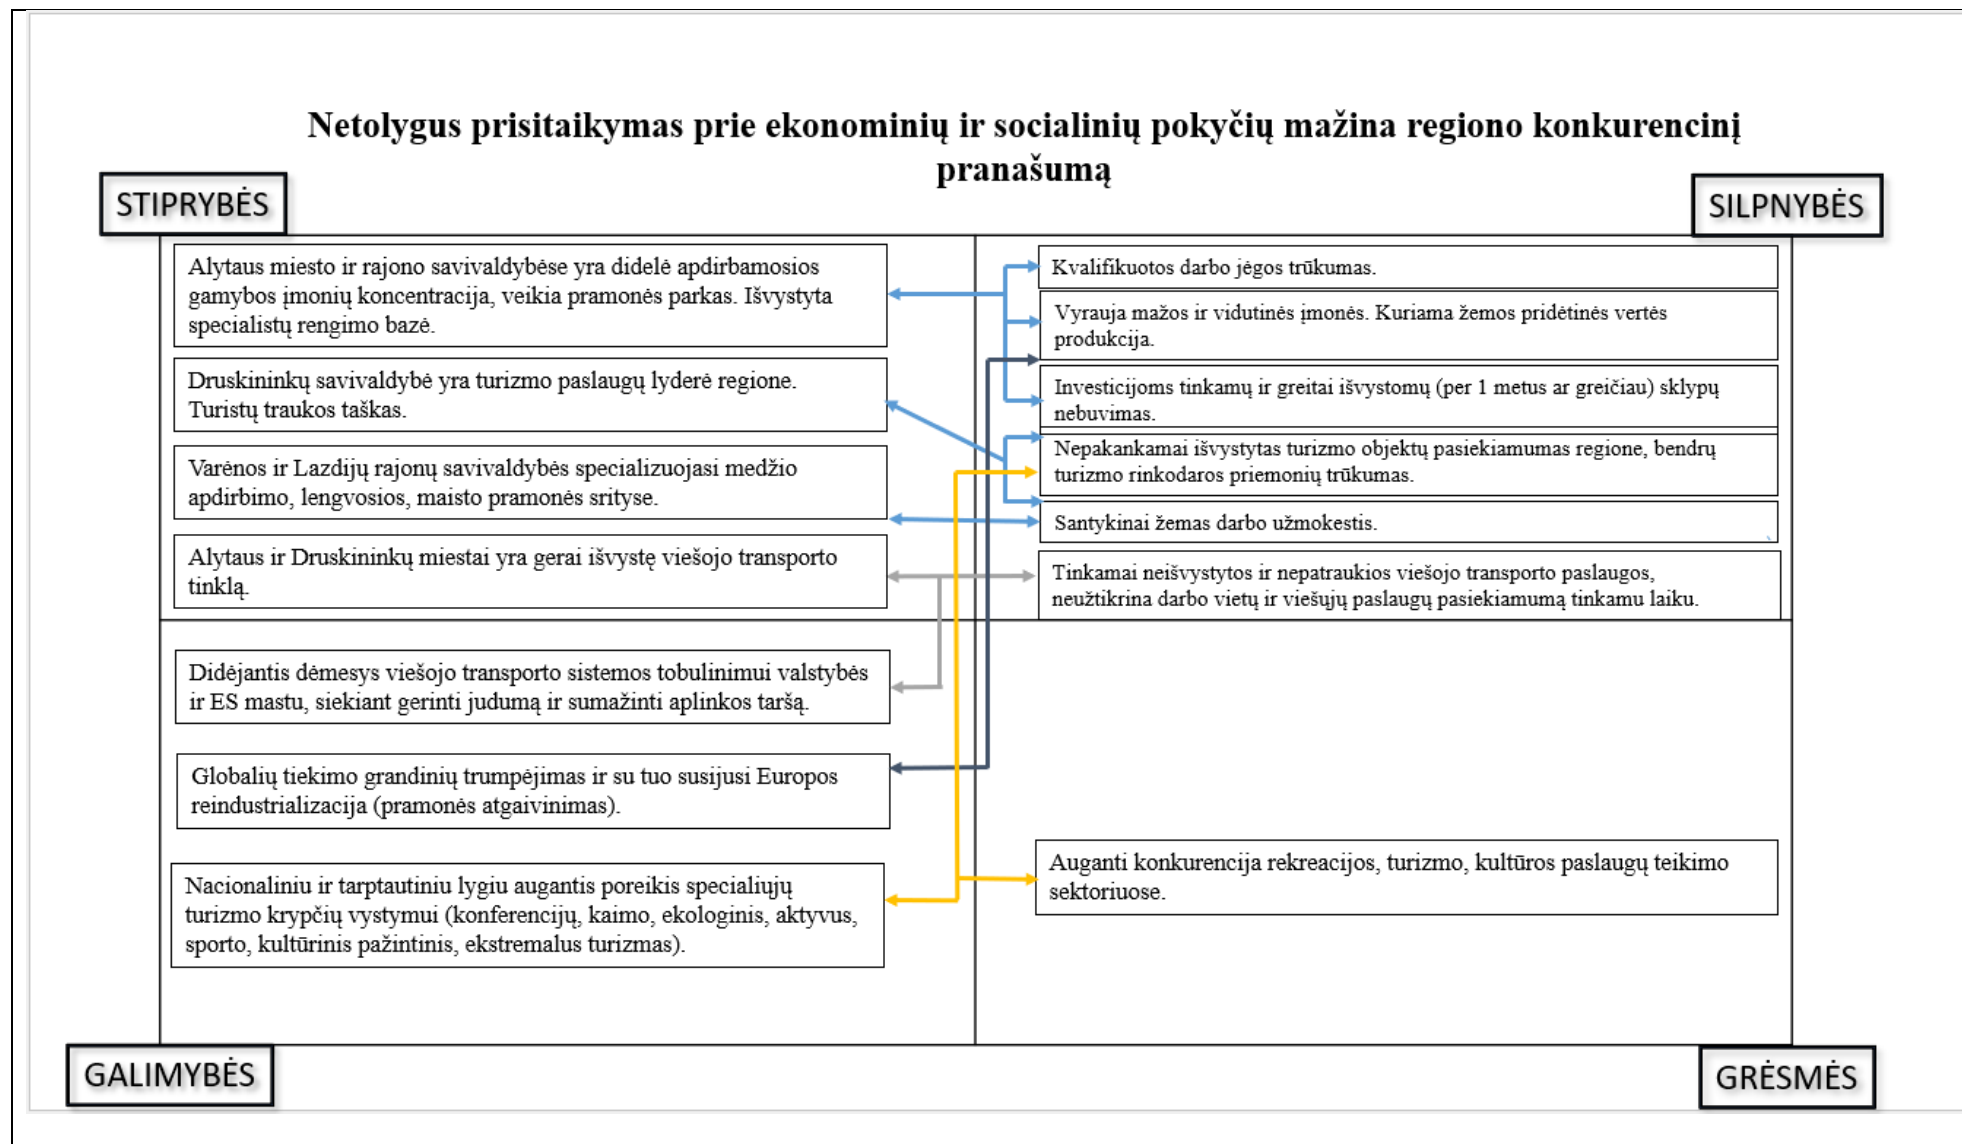 Netolygus prisitaikymas prie ekonominių ir socialinių pokyčių mažina regiono konkurencinį
pranašumą
STIPRYBĖS
SILPNYBĖS
Alytaus miesto ir rajono savivaldybėse yra didelė apdirbamosios
gamybos įmonių koncentracija, veikia pramonės parkas. Išvystyta
specialistų rengimo bazė.
Druskininkų savivaldybė yra turizmo paslaugų lyderė regione.
Turistų traukos taškas.
Varėnos ir Lazdijų rajonų savivaldybės specializuojasi medžio
apdirbimo, lengvosios, maisto pramonės srityse.
Alytaus ir Druskininkų miestai yra gerai išvystę viešojo transporto
tinklą.
Kvalifikuotos darbo jėgos trūkumas.
Vyrauja mažos ir vidutinės įmonės. Kuriama žemos pridėtinės vertės
produkcija.
Investicijoms tinkamų ir greitai išvystomų (per 1 metus ar greičiau) sklypų
nebuvimas.
Nepakankamai išvystytas turizmo objektų pasiekiamumas regione, bendrų
turizmo rinkodaros priemonių trūkumas.
Santykinai žemas darbo užmokestis.
Tinkamai neišvystytos ir nepatraukios viešojo transporto paslaugos,
neužtikrina darbo vietų ir viešųjų paslaugų pasiekiamumą tinkamu laiku.
Didėjantis dėmesys viešojo transporto sistemos tobulinimui valstybės
ir ES mastu, siekiant gerinti judumą ir sumažinti aplinkos taršą.
Globalių tiekimo grandinių trumpėjimas ir su tuo susijusi Europos
reindustrializacija (pramonės atgaivinimas).
Nacionaliniu ir tarptautiniu lygiu augantis poreikis specialiųjų
turizmo krypčių vystymui (konferencijų, kaimo, ekologinis, aktyvus,
sporto, kultūrinis pažintinis, ekstremalus turizmas).
Auganti konkurencija rekreacijos, turizmo, kultūros paslaugų teikimo
sektoriuose.
GALIMYBĖS
GRĖSMĖS